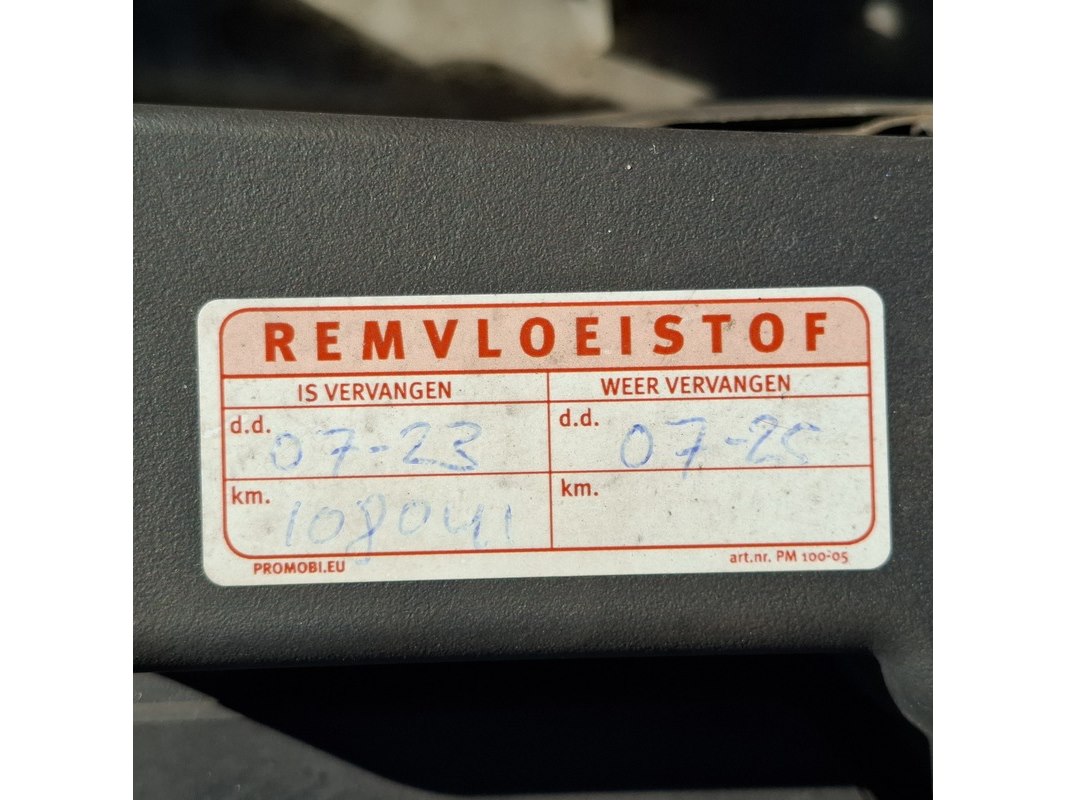 REMVLOEISTOF
IS VERVANGEN WEER VERVANGEN
d.d. 07-23 d.d. 07-25
km. 108041 km.
PROMOBI.EU art.nr. PM 100-05